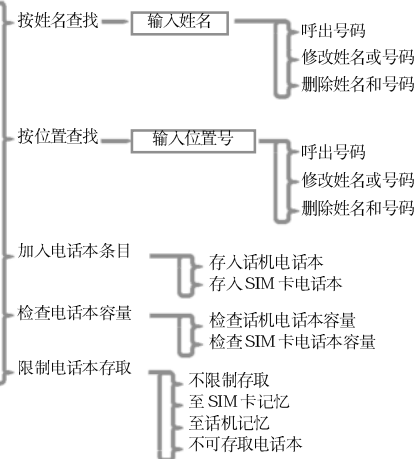 按姓名查找 输入姓名
呼出号码
修改姓名或号码
删除姓名和号码
按位置查找 输入位置号
呼出号码
修改姓名或号码
删除姓名和号码
加入电话本条目
存入话机电话本
存入SIM卡电话本
检查电话本容量
检查话机电话本容量
检查SIM卡电话本容量
限制电话本存取
不限制存取
至SIM卡记忆
至话机记忆
不可存取电话本